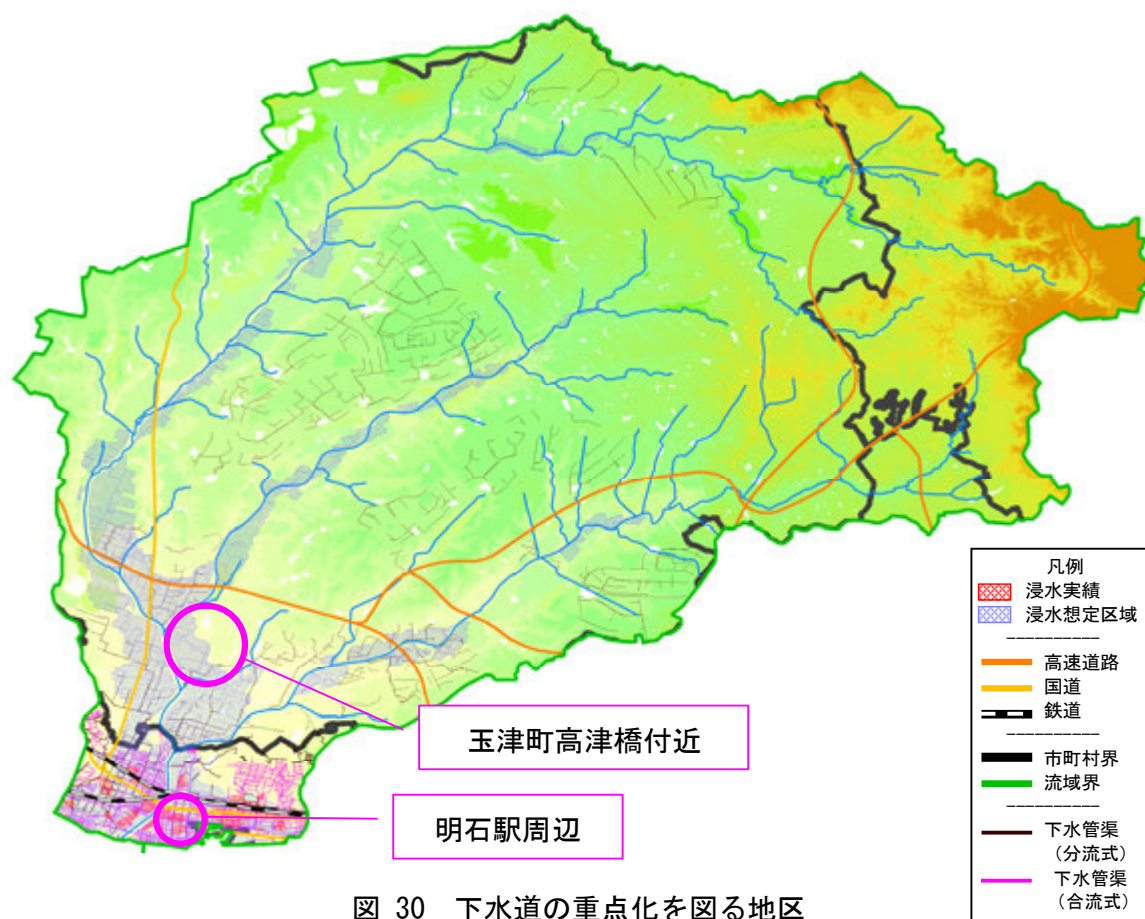 玉津町高津橋付近
明石駅周辺
凡例
浸水実績
浸水想定区域
----------
高速道路
国道
鉄道
----------
市町村界
流域界
----------
下水管渠
(分流式)
下水管渠
(合流式)
図 30 下水道の重点化を図る地区